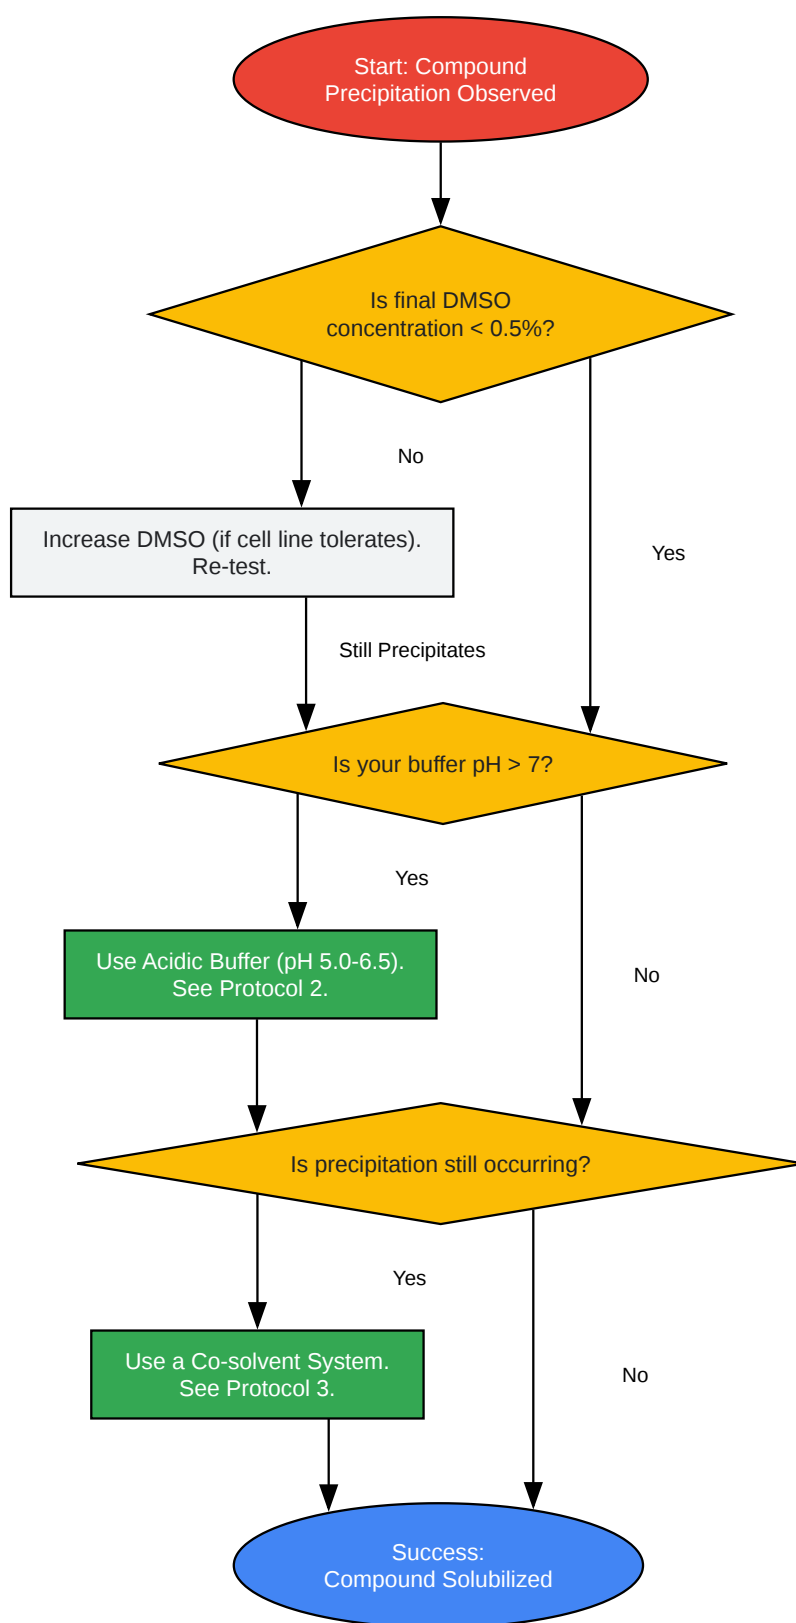 Start: Compound
Precipitation Observed
Is final DMSO
concentration < 0.5%?
No
Increase DMSO (if cell line tolerates).
Re-test.
Yes
Still Precipitates
Is your buffer pH > 7?
Yes
Use Acidic Buffer (pH 5.0-6.5).
See Protocol 2.
No
Is precipitation still occurring?
Yes
Use a Co-solvent System.
See Protocol 3.
No
Success:
Compound Solubilized